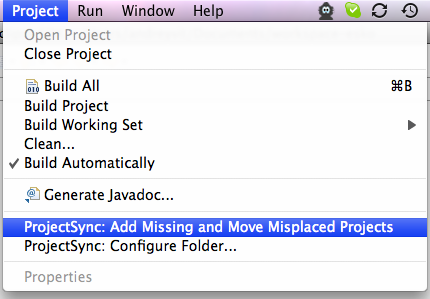 Project Run Window Help
Open Project
Close Project
Build All ⌘B
Build Project
Build Working Set
Clean...
Build Automatically
Generate Javadoc...
ProjectSync: Add Missing and Move Misplaced Projects
ProjectSync: Configure Folder...
Properties